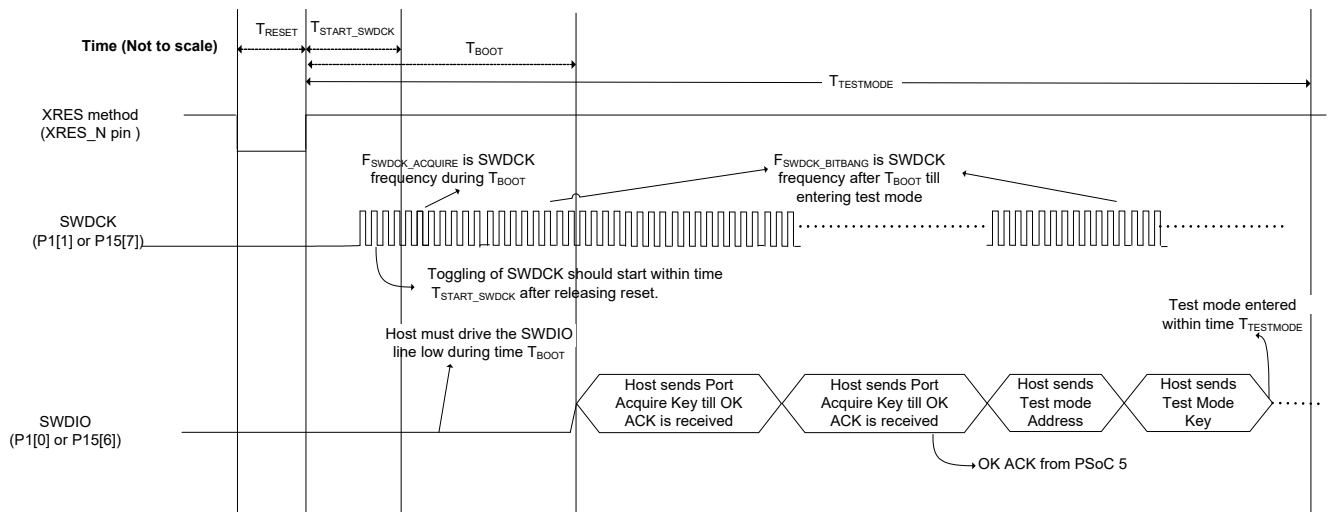 Time (Not to scale)
TRESET
TSTART_SWDCK
TBOOT
TTESTMODE
XRES method
(XRES_N pin )
FSWDCK_ACQUIRE is SWDCK
frequency during TBOOT
FSWDCK_BITBANG is SWDCK
frequency after TBOOT till
entering test mode
SWDCK
(P1[1] or P15[7])
Toggling of SWDCK should start within time
TSTART_SWDCK after releasing reset.
Host must drive the SWDIO
line low during time TBOOT
Test mode entered
within time TTESTMODE
SWDIO
(P1[0] or P15[6])
Host sends Port
Acquire Key till OK
ACK is received
Host sends Port
Acquire Key till OK
ACK is received
Host sends
Test mode
Address
Host sends
Test Mode
Key
OK ACK from PSoC 5